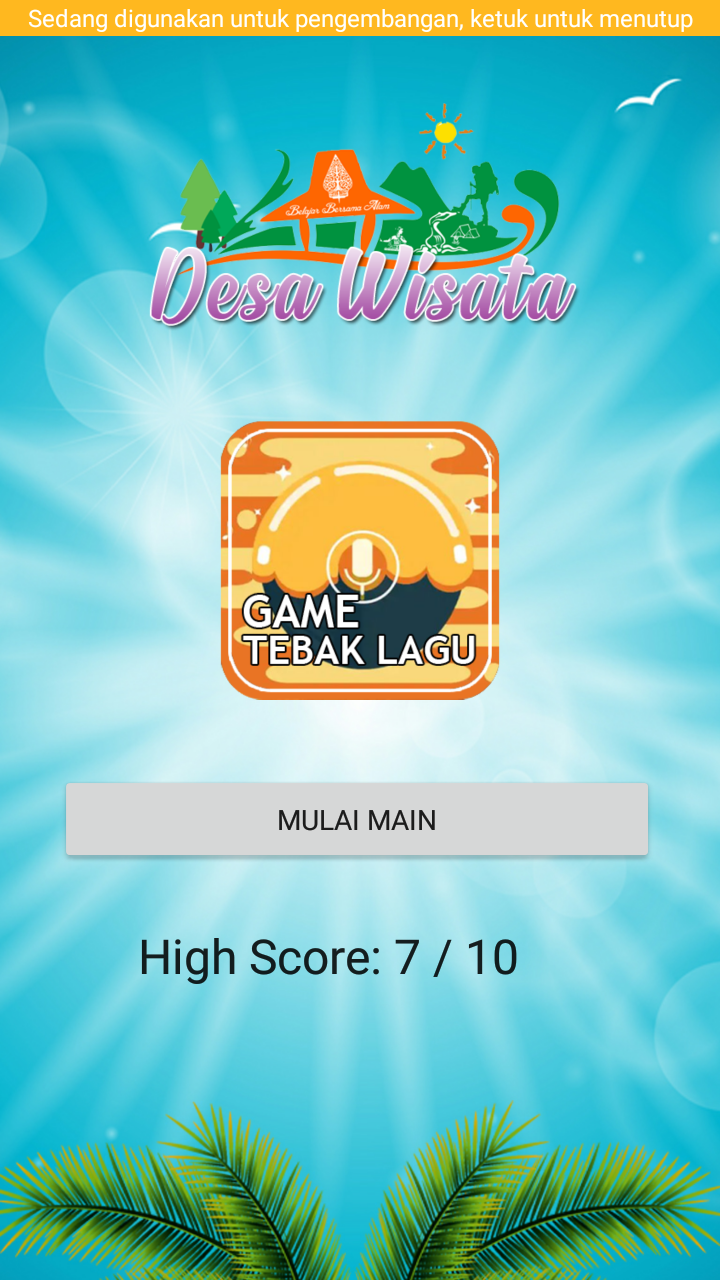 Sedang digunakan untuk pengembangan, ketuk untuk menutup
Belajar Bersama Alam
Desa Wisata
GAME
TEBAK LAGU
MULAI MAIN
High Score: 7 / 10